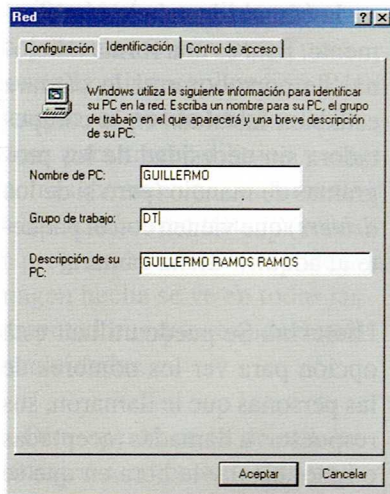 Red
Configuración Identificación Control de acceso
Windows utiliza la siguiente información para identificar
su PC en la red. Escriba un nombre para su PC, el grupo
de trabajo en el que aparecerá y una breve descripción
de su PC.
Nombre de PC: GUILLERMO
Grupo de trabajo: DT
Descripción de su
PC: GUILLERMO RAMOS RAMOS
Aceptar Cancelar